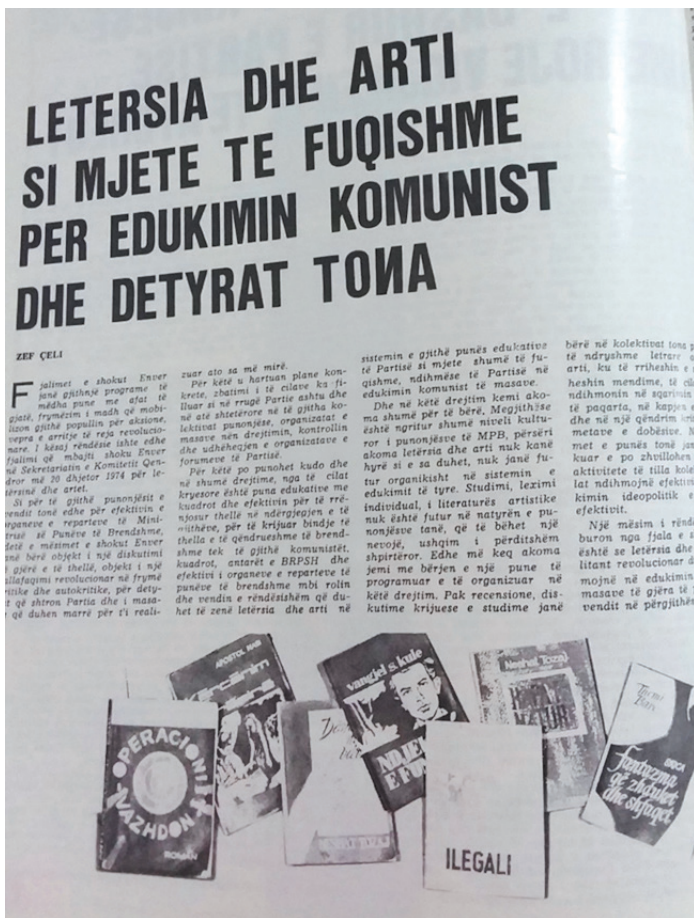 LETERSIA DHE ARTI
SI MJETE TE FUQISHME
PER EDUKIMIN KOMUNIST
DHE DETYRAT TONA
ZEF ÇELI
Fjalimet e shokut Enver
janë gjithnjë programe të
mëdha pune me afat të
gjatë, frymëzim i madh që mobi-
lizon gjithë popullin për aksione,
vepra e arritje të reja revolucio-
nare. I kësaj rëndësie ishte edhe
fjalimi që mbajti shoku Enver
në Sekretariatin e Komitetit Qen-
dror më 20 dhjetor 1974 për le-
tërsinë dhe artet.
Si për të gjithë punonjësit e
vendit tonë edhe për efektivin e
organeve e reparteve të Mini-
strisë së Punëve të Brendshme,
idetë e mësimet e shokut Enver
janë bërë objekt i një diskutimi
të gjërë e të thellë, objekt i një
ballafaqimi revolucionar në frymë
kritike dhe autokritike, për dety-
rat që shtron Partia dhe i masa-
ve që duhen marrë për t'i reali-
zuar ato sa më mirë.
Për këtë u hartuan plane kon-
krete, zbatimi i të cilave ka fi-
lluar si në rrugë Partie ashtu dhe
në atë shtetërore në të gjitha ko-
lektivat punonjëse, organizatat e
masave nën drejtimin, kontrollin
dhe udhëheqjen e organizatave e
forumeve të Partisë.
Për këtë po punohet kudo dhe
në shumë drejtime, nga të cilat
kryesore është puna edukative me
kuadrot dhe efektivin për të rrë-
njosur thellë në ndërgjegjen e të
gjithëve, për të krijuar bindje të
thella e të qëndrueshme të brend-
shme tek të gjithë komunistët,
kuadrot, antarët e BRPSH dhe
efektivi i organeve e reparteve të
punëve të brendshme mbi rolin
dhe vendin e rëndësishëm që du-
het të zenë letërsia dhe arti në
sistemin e gjithë punës edukative
të Partisë si mjete shumë të fu-
qishme, ndihmëse të Partisë në
edukimin komunist të masave.
Dhe në këtë drejtim kemi ako-
ma shumë për të bërë. Megjithëse
është ngritur shumë niveli kultu-
ror i punonjësve të MPB, përsëri
akoma letërsia dhe arti nuk kanë
hyrë si e sa duhet, nuk janë fu-
tur organikisht në sistemin e
edukimit të tyre. Studimi, leximi
individual, i literaturës artistike
nuk është futur në natyrën e pu-
nonjësve tanë, që të bëhet një
nevojë, ushqim i përditshëm
shpirtëror. Edhe më keq akoma
jemi me bërjen e një pune të
programuar e të organizuar në
këtë drejtim. Pak recensione, dis-
kutime krijuese e studime janë
bërë në kolektivat tona
të ndryshme letrare
arti, ku të rriheshin e
heshin mendime, të
ndihmonin në sqarimin
të paqarta, në kapjen
dhe në një qëndrim
metave e dobësive.
met e punës tonë
kuar e po zhvillohen
aktivitete të tilla
lat ndihmojnë
kimin ideopolitik e
efektivit.
Një mësim i
buron nga fjala e
është se letërsia dhe
litant revolucionar
mojnë në edukimin
masave të gjëra të
vendit në përgjithësi
APOSTOL
vangjel s. kule
Neshat Tozaj
OPERACIONI
VAZHDON
ROMAN
ILEGALI
Fantazma
që zhduket
dhe shfaqet